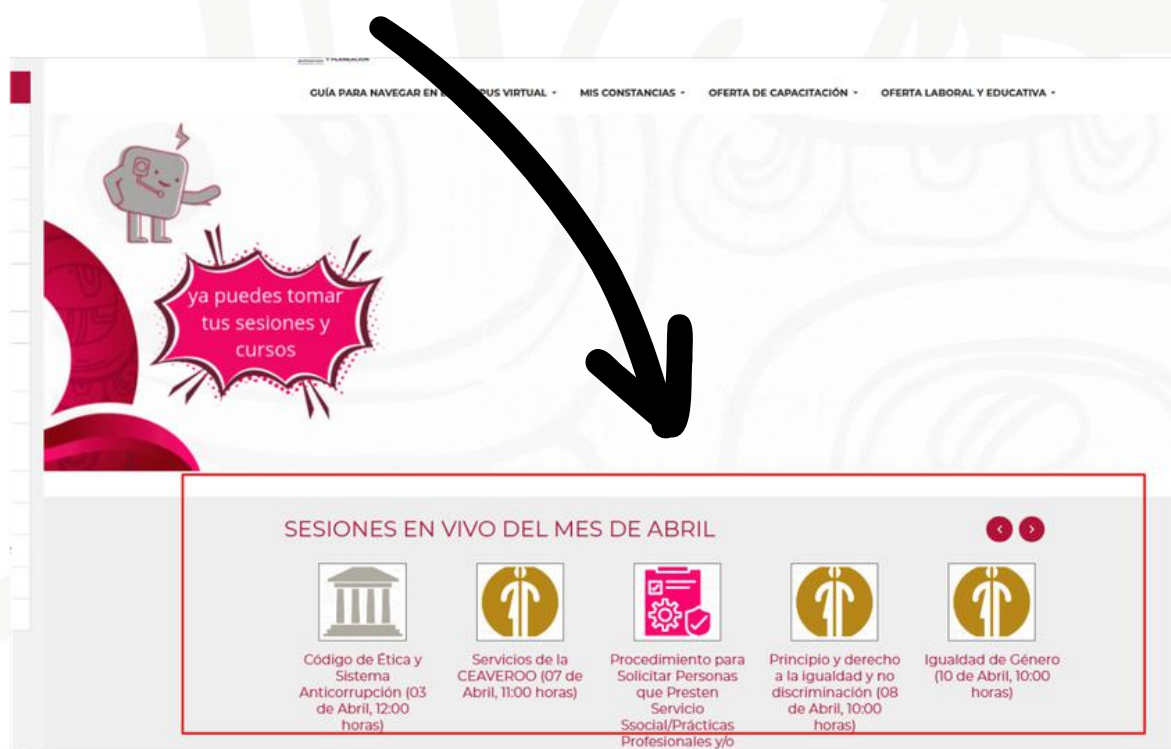 Y PLANEACIÓN
GUÍA PARA NAVEGAR EN
PUS VIRTUAL
MIS CONSTANCIAS
OFERTA DE CAPACITACIÓN
OFERTA LABORAL Y EDUCATIVA
ya puedes tomar
tus sesiones y
cursos
SESIONES EN VIVO DEL MES DE ABRIL
Código de Ética y
Sistema
Anticorrupción (03
de Abril, 12:00
horas)
Servicios de la
CEAVEROO (07 de
Abril, 11:00 horas)
Procedimiento para
Solicitar Personas
que Presten
Servicio
Ssocial/Prácticas
Profesionales y/o
Principio y derecho
a la igualdad y no
discriminación (08
de Abril, 10:00
horas)
Igualdad de Género
(10 de Abril, 10:00
horas)